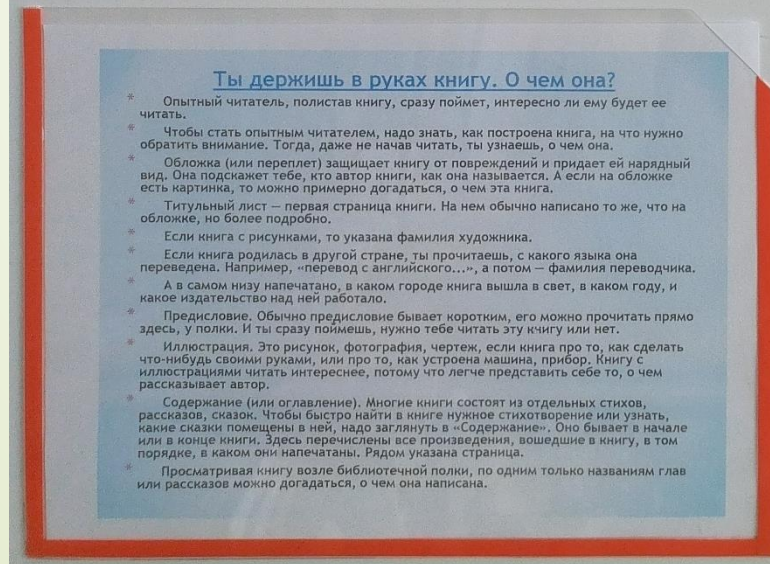 Ты держишь в руках книгу. О чем она?
* Опытный читатель, полистав книгу, сразу поймет, интересно ли ему будет ее
читать.
* Чтобы стать опытным читателем, надо знать, как построена книга, на что нужно
обратить внимание. Тогда, даже не начав читать, ты узнаешь, о чем она.
* Обложка (или переплет) защищает книгу от повреждений и придает ей нарядный
вид. Она подскажет тебе, кто автор книги, как она называется. А если на обложке
есть картинка, то можно примерно догадаться, о чем эта книга.
* Титульный лист — первая страница книги. На нем обычно написано то же, что на
обложке, но более подробно.
* Если книга с рисунками, то указана фамилия художника.
* Если книга родилась в другой стране, ты прочитаешь, с какого языка она
переведена. Например, «перевод с английского...», а потом — фамилия переводчика.
* А в самом низу напечатано, в каком городе книга вышла в свет, в каком году, и
какое издательство над ней работало.
* Предисловие. Обычно предисловие бывает коротким, его можно прочитать прямо
здесь, у полки. И ты сразу поймёшь, нужно тебе читать эту книгу или нет.
* Иллюстрация. Это рисунок, фотография, чертеж, если книга про то, как сделать
что-нибудь своими руками, или про то, как устроена машина, прибор. Книгу с
иллюстрациями читать интереснее, потому что легче представить себе то, о чем
рассказывает автор.
* Содержание (или оглавление). Многие книги состоят из отдельных стихов,
рассказов, сказок. Чтобы быстро найти в книге нужное стихотворение или узнать,
какие сказки помещены в ней, надо заглянуть в «Содержание». Оно бывает в начале
или в конце книги. Здесь перечислены все произведения, вошедшие в книгу, в том
порядке, в каком они напечатаны. Рядом указана страница.
* Просматривая книгу возле библиотечной полки, по одним только названиям глав
или рассказов можно догадаться, о чем она написана.